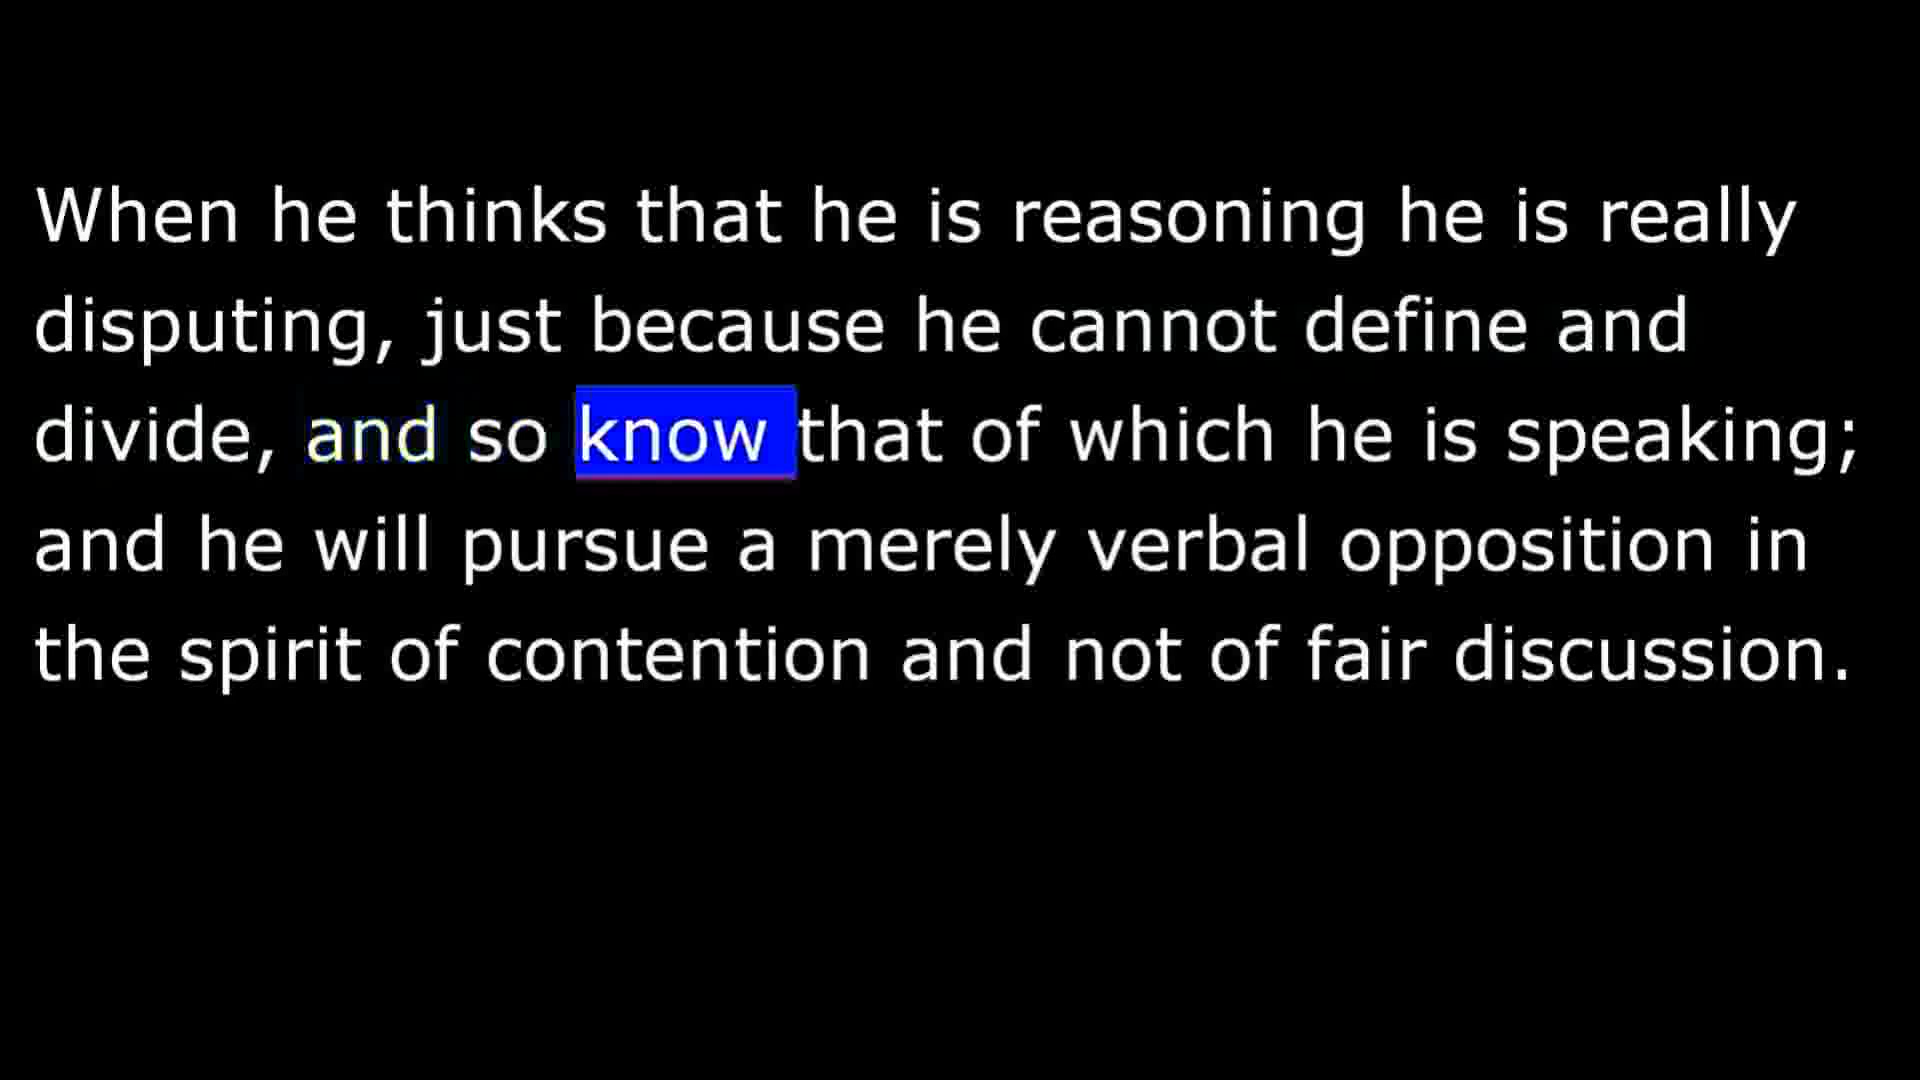 When he thinks that he is reasoning he is really
disputing, just because he cannot define and
divide, and so know that of which he is speaking;
and he will pursue a merely verbal opposition in
the spirit of contention and not of fair discussion.